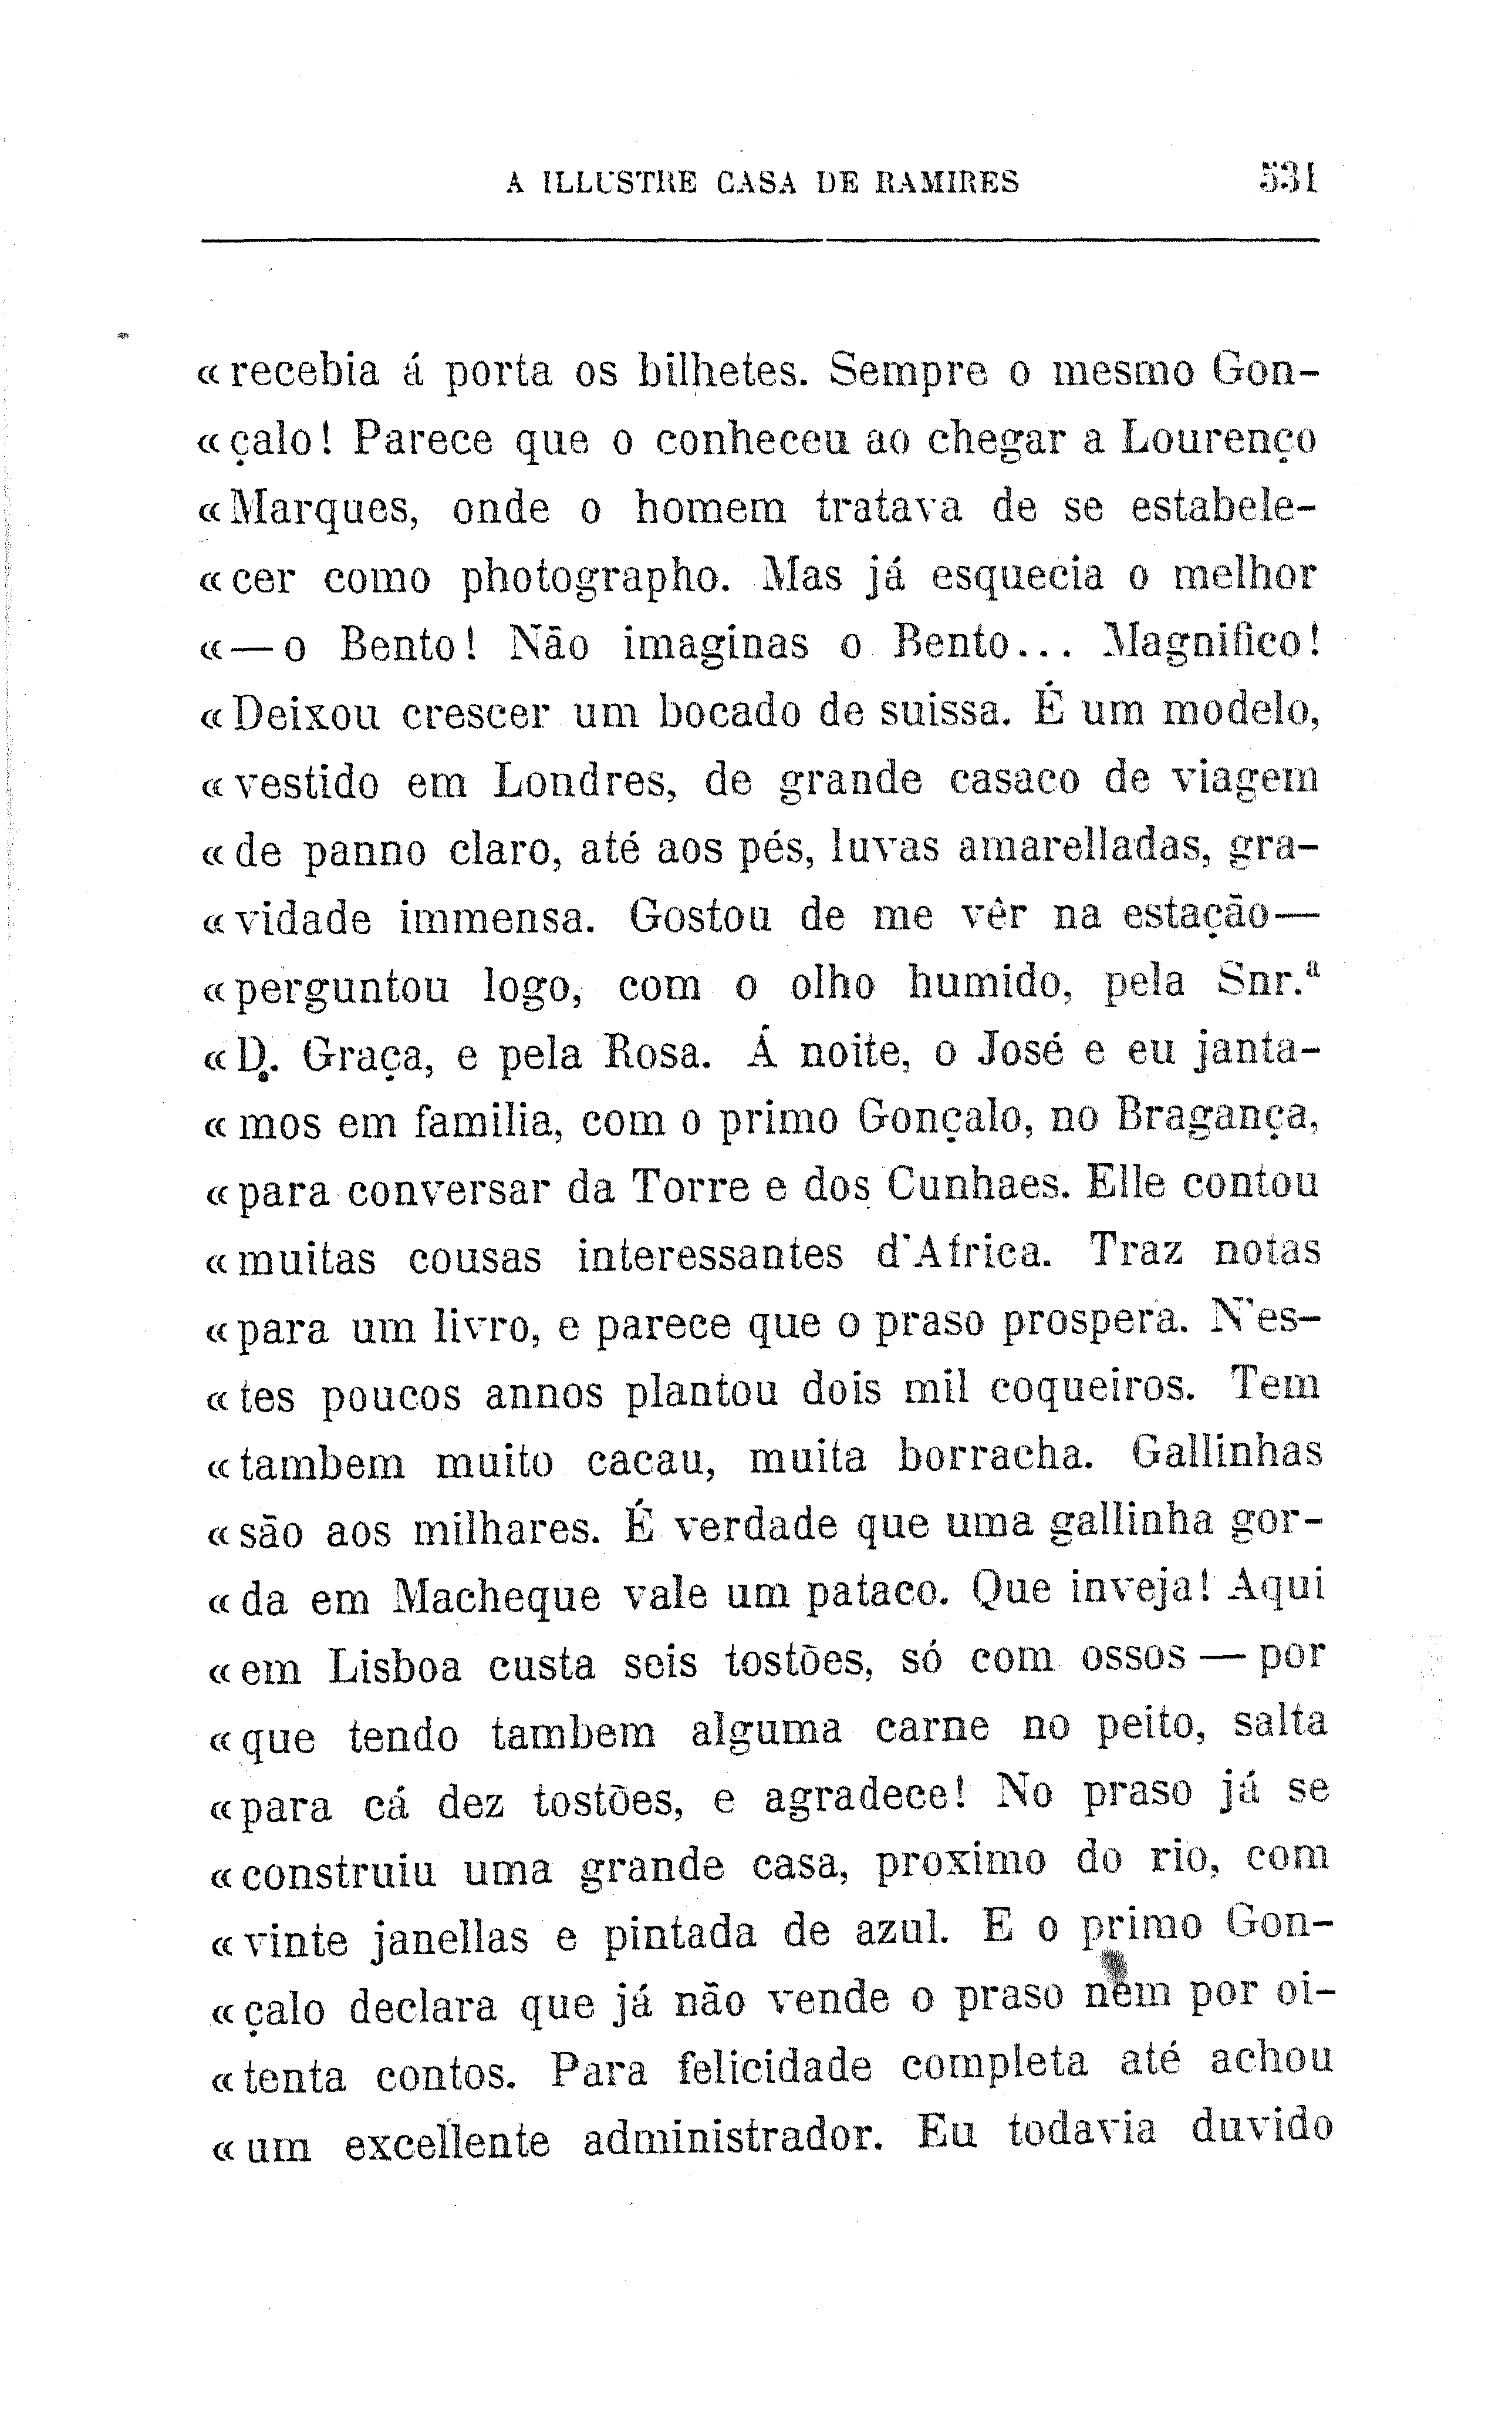 A ILLUSTRE CASA DE RAMIRES 531
«recebia á porta os bilhetes. Sempre o mesmo Gon-
«çalo! Parece que o conheceu ao chegar a Lourenço
«Marques, onde o homem tratava de se estabele-
«cer como photographo. Mas já esquecia o melhor
«—o Bento! Não imaginas o Bento... Magnifico!
«Deixou crescer um bocado de suissa. É um modelo,
«vestido em Londres, de grande casaco de viagem
«de panno claro, até aos pés, luvas amarelladas, gra-
«vidade immensa. Gostou de me vêr na estação—
«perguntou logo, com o olho humido, pela Snr.ª
«D. Graça, e pela Rosa. Á noite, o José e eu janta-
«mos em familia, com o primo Gonçalo, no Bragança,
«para conversar da Torre e dos Cunhaes. Elle contou
«muitas cousas interessantes d'Africa. Traz notas
«para um livro, e parece que o praso prospera. N'es-
«tes poucos annos plantou dois mil coqueiros. Tem
«tambem muito cacau, muita borracha. Gallinhas
«são aos milhares. É verdade que uma gallinha gor-
«da em Macheque vale um pataco. Que inveja! Aqui
«em Lisboa custa seis tostões, só com ossos — por
«que tendo tambem alguma carne no peito, salta
«para cá dez tostões, e agradece! No praso já se
«construiu uma grande casa, proximo do rio, com
«vinte janellas e pintada de azul. E o primo Gon-
«çalo declara que já não vende o praso nem por oi-
«tenta contos. Para felicidade completa até achou
«um excellente administrador. Eu todavia duvido